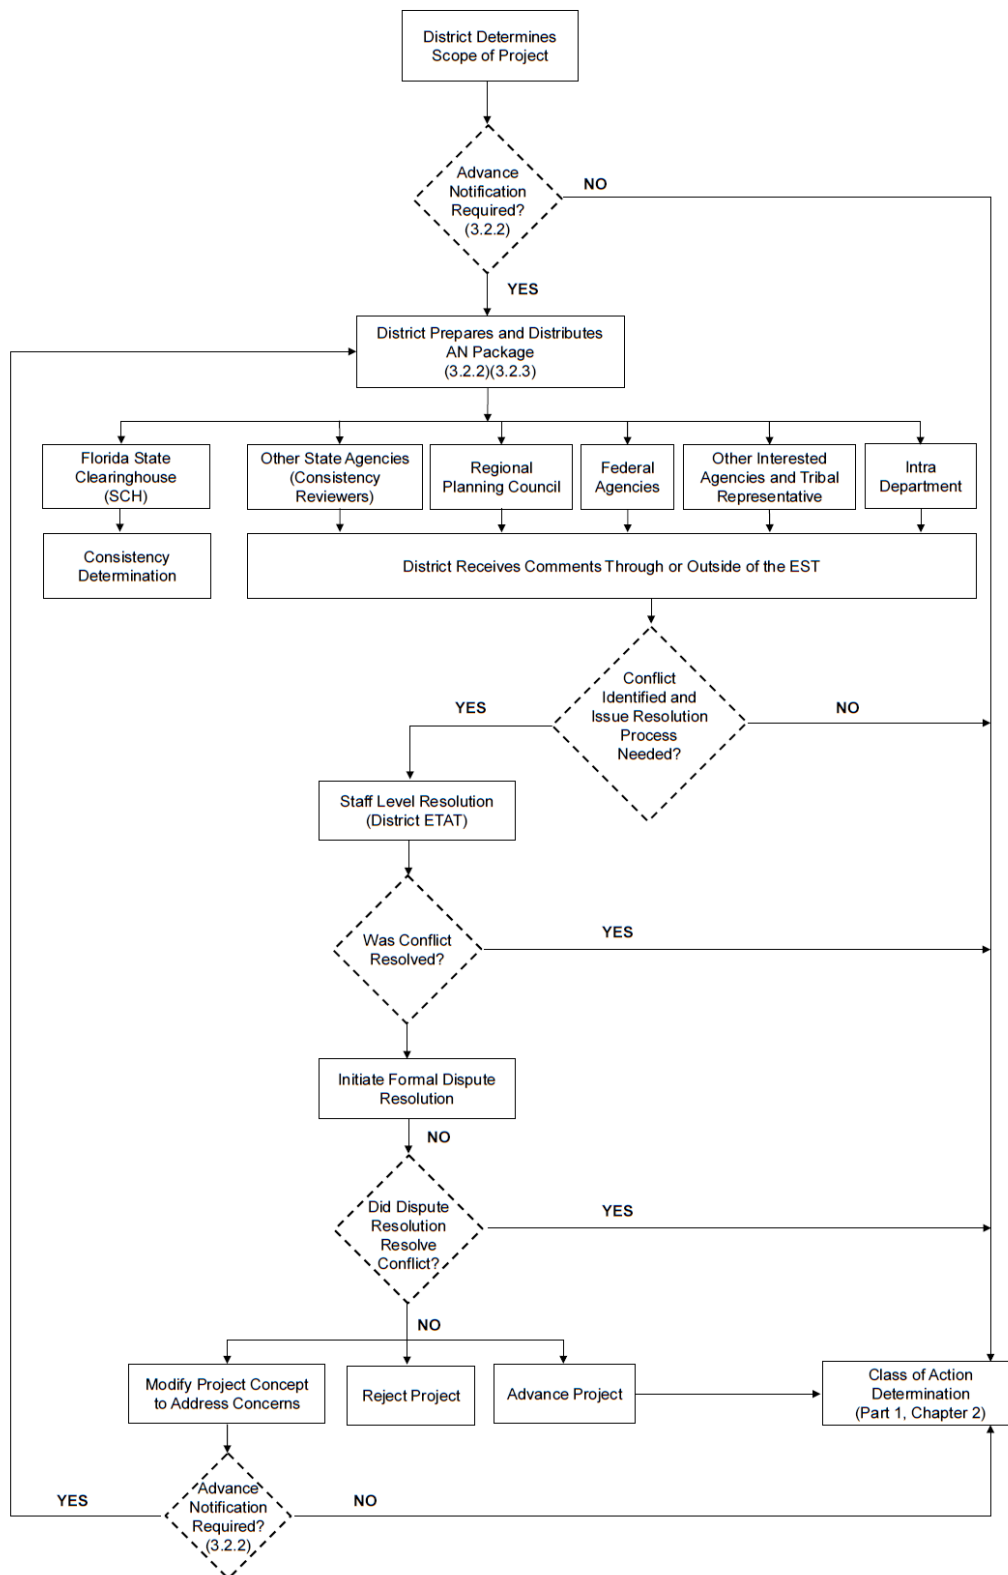 District Determines
Scope of Project
Advance
Notification
Required?
(3.2.2)
NO
YES
District Prepares and Distributes
AN Package
(3.2.2)(3.2.3)
Florida State
Clearinghouse
(SCH)
Other State Agencies
(Consistency
Reviewers)
Regional
Planning Council
Federal
Agencies
Other Interested
Agencies and Tribal
Representative
Intra
Department
Consistency
Determination
District Receives Comments Through or Outside of the EST
Conflict
Identified and
Issue Resolution
Process
Needed?
YES
NO
Staff Level Resolution
(District ETAT)
Was Conflict
Resolved?
YES
Initiate Formal Dispute
Resolution
NO
Did Dispute
Resolution
Resolve
Conflict?
YES
NO
Modify Project Concept
to Address Concerns
Reject Project
Advance Project
Class of Action
Determination
(Part 1, Chapter 2)
Advance
Notification
Required?
(3.2.2)
YES
NO